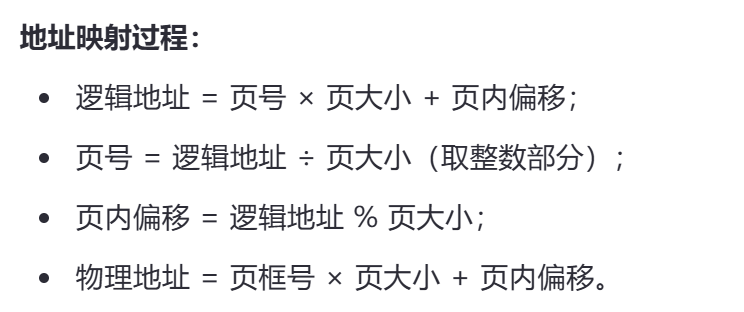 地址映射过程：
• 逻辑地址 = 页号 × 页大小 + 页内偏移；
• 页号 = 逻辑地址 ÷ 页大小（取整数部分）；
• 页内偏移 = 逻辑地址 % 页大小；
• 物理地址 = 页框号 × 页大小 + 页内偏移。